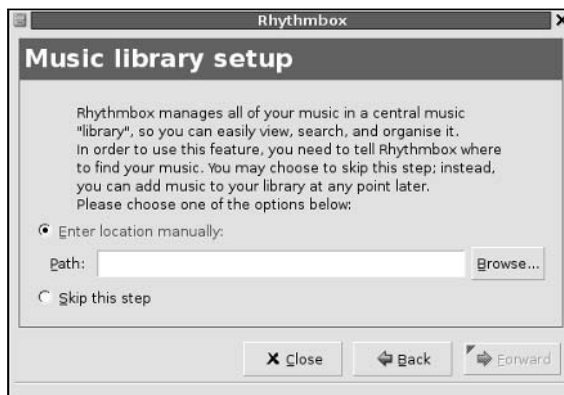 Rhythmbox
Music library setup
Rhythmbox manages all of your music in a central music
"library", so you can easily view, search, and organise it.
In order to use this feature, you need to tell Rhythmbox where
to find your music. You may choose to skip this step; instead,
you can add music to your library at any point later.
Please choose one of the options below:
Enter location manually:
Path: Browse...
Skip this step
Close Back Forward